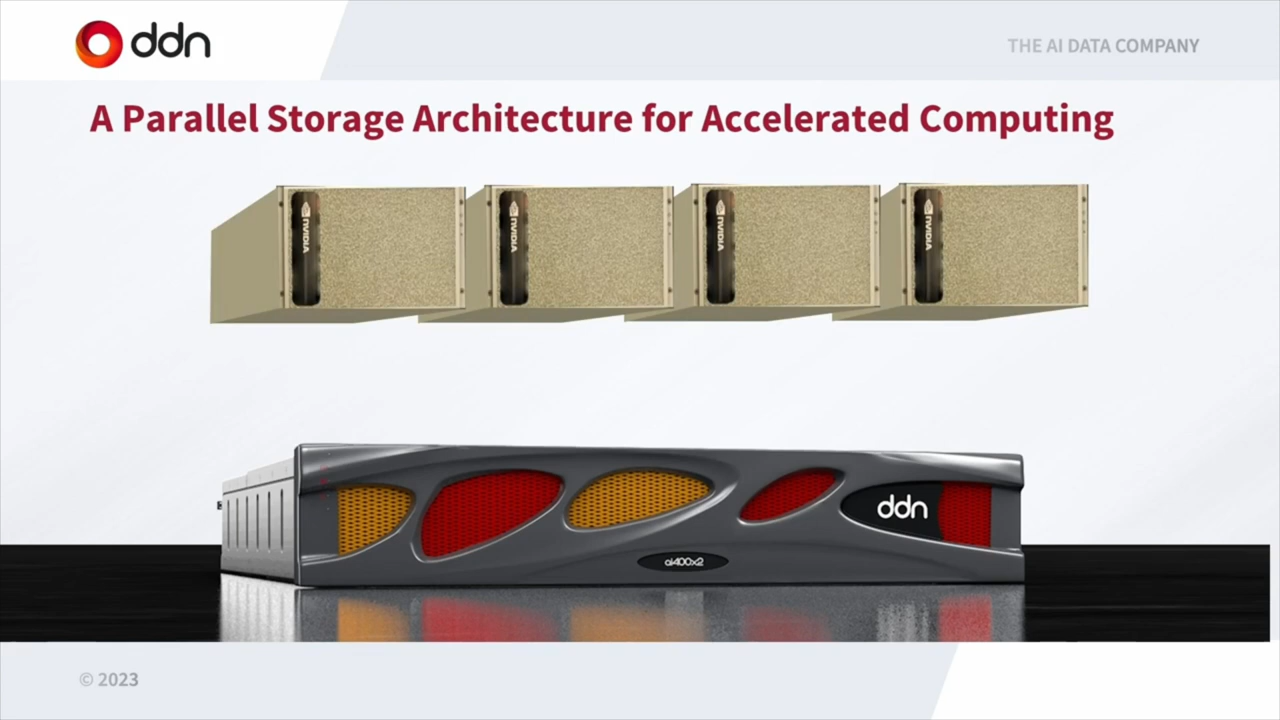 ddn
THE AI DATA COMPANY
A Parallel Storage Architecture for Accelerated Computing
NVIDIA
NVIDIA
NVIDIA
NVIDIA
ddn
ai400x2
© 2023